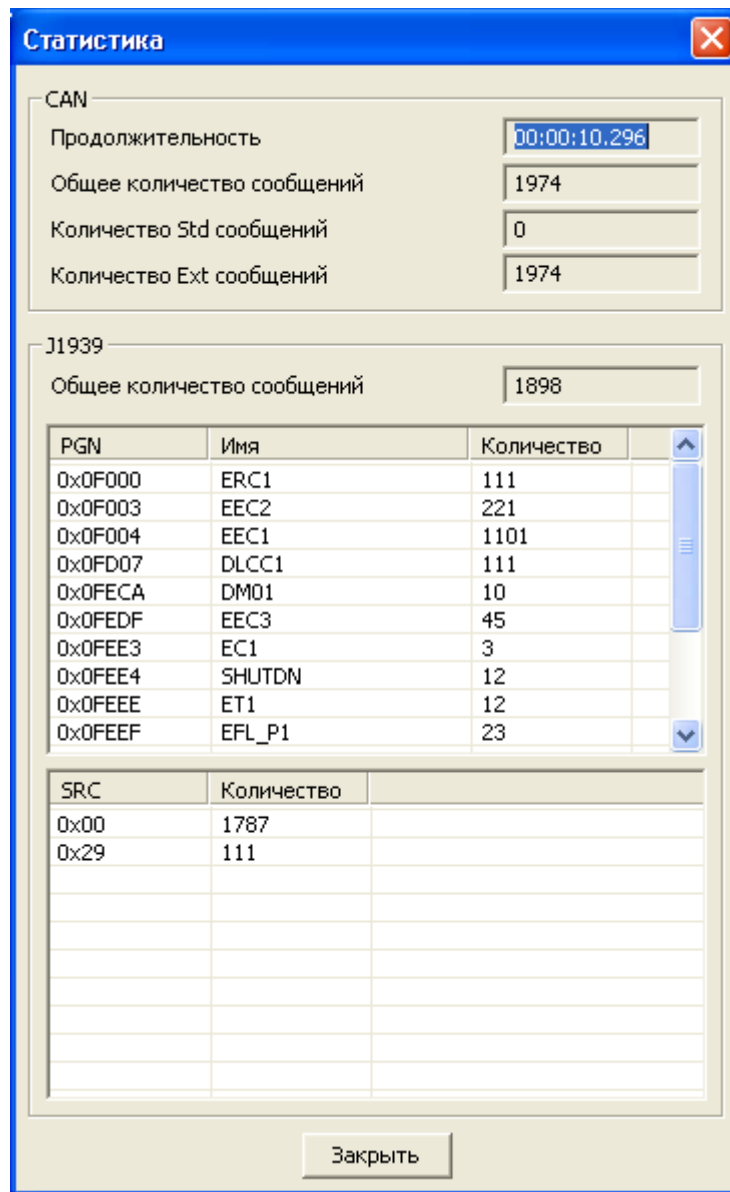 Статистика
CAN
Продолжительность 00:00:10.296
Общее количество сообщений 1974
Количество Std сообщений 0
Количество Ext сообщений 1974
J1939
Общее количество сообщений 1898
PGN Имя Количество
0x0F000 ERC1 111
0x0F003 EEC2 221
0x0F004 EEC1 1101
0x0FD07 DLCC1 111
0x0FECA DM01 10
0x0FEDF EEC3 45
0x0FEE3 EC1 3
0x0FEE4 SHUTDN 12
0x0FEEE ET1 12
0x0FEEF EFL_P1 23
SRC Количество
0x00 1787
0x29 111
Закрыть